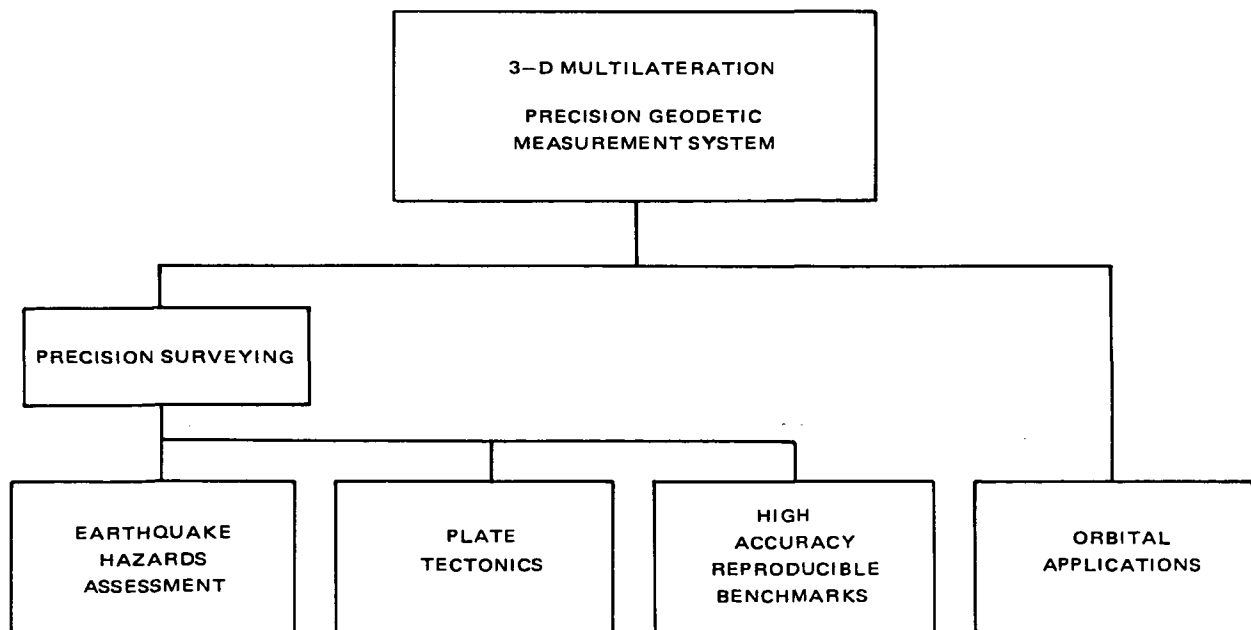 3-D MULTILATERATION
PRECISION GEODETIC
MEASUREMENT SYSTEM
PRECISION SURVEYING
EARTHQUAKE
HAZARDS
ASSESSMENT
PLATE
TECTONICS
HIGH
ACCURACY
REPRODUCIBLE
BENCHMARKS
ORBITAL
APPLICATIONS